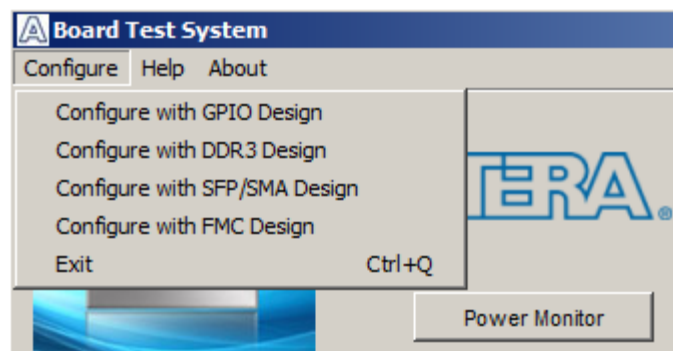 Board Test System
Configure Help About
Configure with GPIO Design
Configure with DDR3 Design
Configure with SFP/SMA Design
Configure with FMC Design
Exit Ctrl+Q
TERA®
Power Monitor